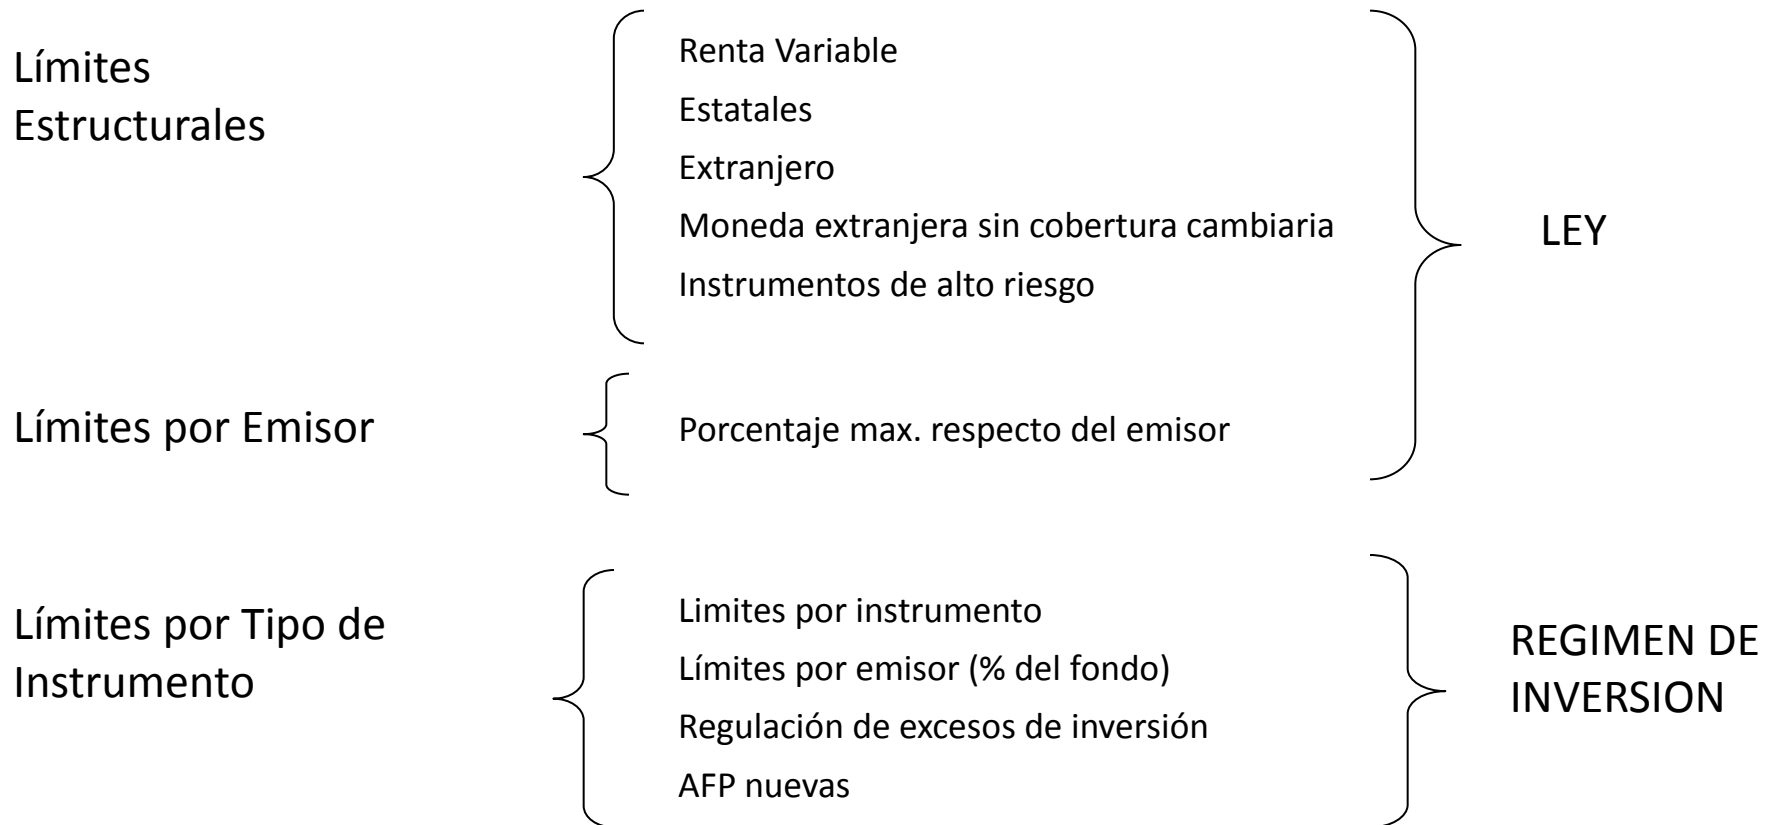 Límites
Estructurales
Renta Variable
Estatales
Extranjero
Moneda extranjera sin cobertura cambiaria
Instrumentos de alto riesgo
LEY
Límites por Emisor
Porcentaje max. respecto del emisor
Límites por Tipo de
Instrumento
Limites por instrumento
Límites por emisor (% del fondo)
Regulación de excesos de inversión
AFP nuevas
REGIMEN DE
INVERSION